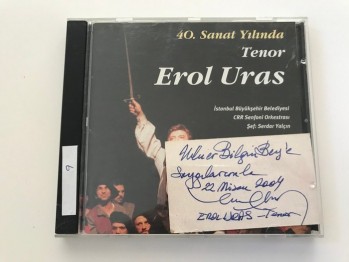 40. Sanat Yılında
Tenor
Erol Uras
İstanbul Büyükşehir Belediyesi
CRR Senfoni Orkestrası
Şef: Serdar Yalçın
Bilgin Bey'e
Saygılarımla
22 Nisan 2004
EROL URAS - Tenor
9